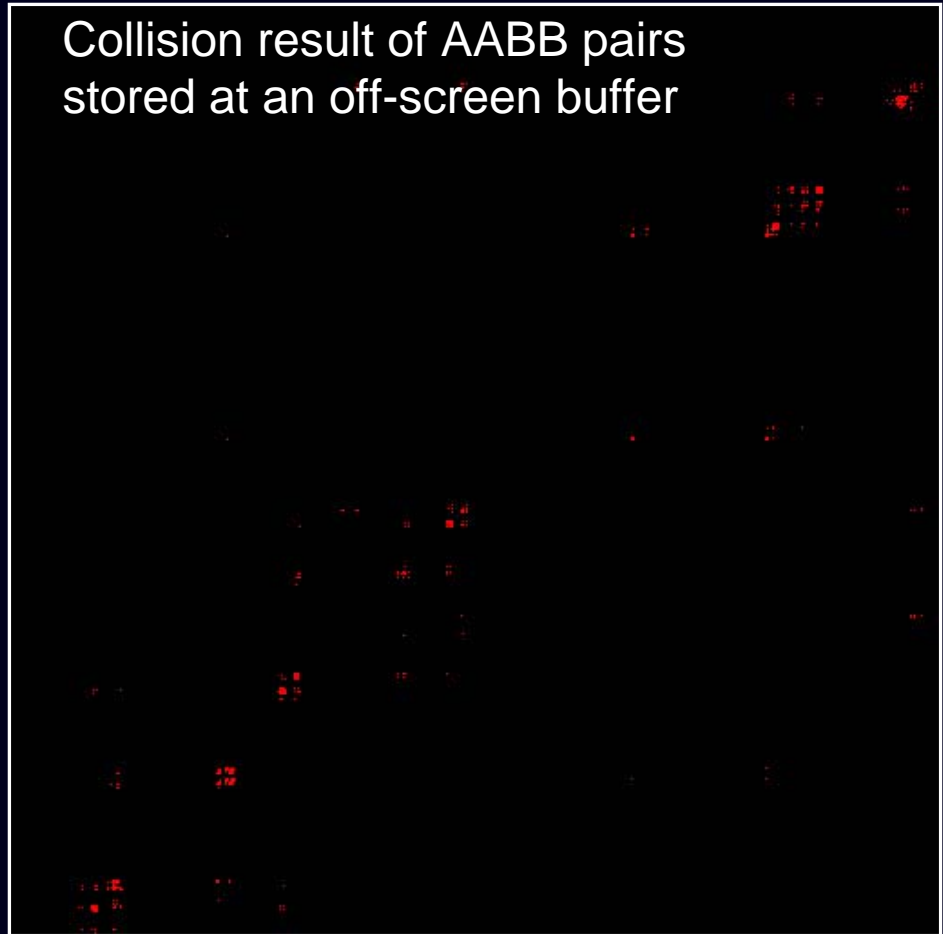 Collision result of AABB pairs
stored at an off-screen buffer